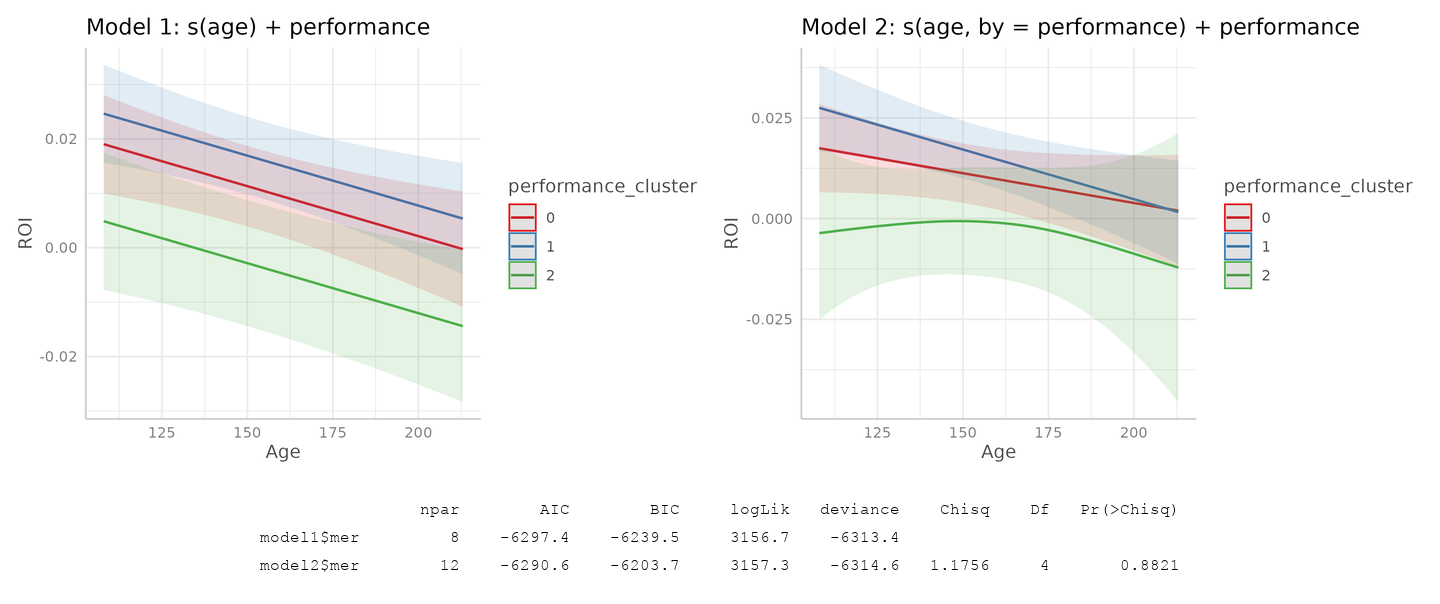 Model 1: s(age) + performance
ROI
0.02
0.00
-0.02
125 150 175 200
Age
performance_cluster
0
1
2
Model 2: s(age, by = performance) + performance
ROI
0.025
0.000
-0.025
125 150 175 200
Age
performance_cluster
0
1
2
npar AIC BIC logLik deviance Chisq Df Pr(>Chisq)
model1$mer 8 -6297.4 -6239.5 3156.7 -6313.4
model2$mer 12 -6290.6 -6203.7 3157.3 -6314.6 1.1756 4 0.8821